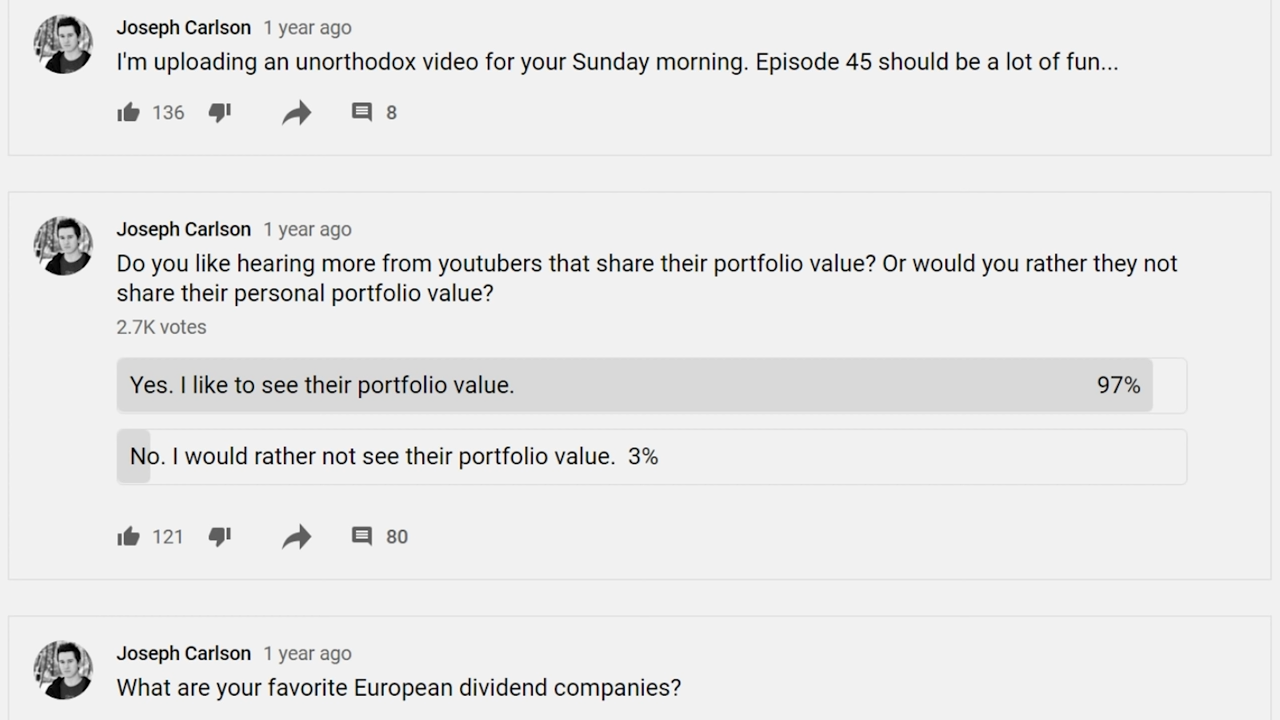 Joseph Carlson 1 year ago
I'm uploading an unorthodox video for your Sunday morning. Episode 45 should be a lot of fun...
136 8
Joseph Carlson 1 year ago
Do you like hearing more from youtubers that share their portfolio value? Or would you rather they not
share their personal portfolio value?
2.7K votes
Yes. I like to see their portfolio value. 97%
No. I would rather not see their portfolio value. 3%
121 80
Joseph Carlson 1 year ago
What are your favorite European dividend companies?